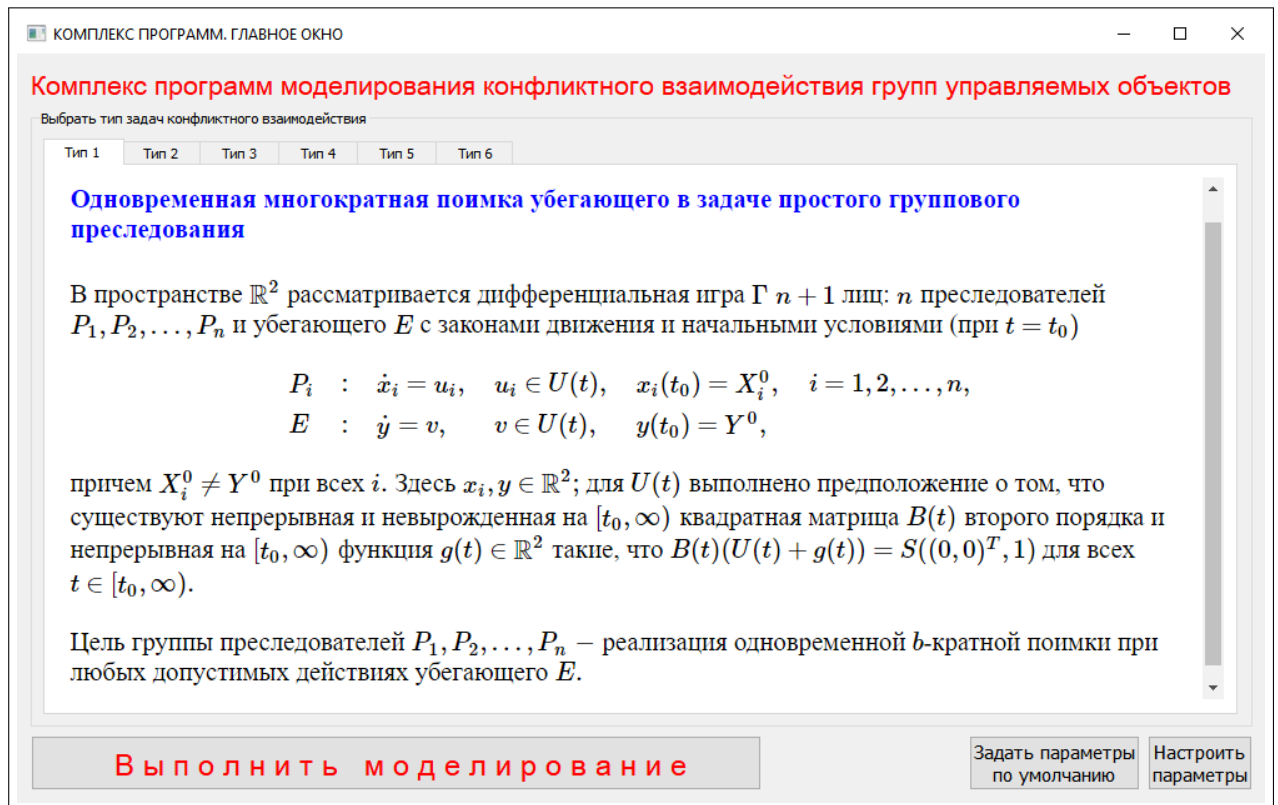 КОМПЛЕКС ПРОГРАММ. ГЛАВНОЕ ОКНО
Комплекс программ моделирования конфликтного взаимодействия групп управляемых объектов
Выбрать тип задач конфликтного взаимодействия
Тип 1 Тип 2 Тип 3 Тип 4 Тип 5 Тип 6
Одновременная многократная поимка убегающего в задаче простого группового
преследования
В пространстве ℝ² рассматривается дифференциальная игра Γ n + 1 лиц: n преследователей
P₁, P₂, …, Pₙ и убегающего E с законами движения и начальными условиями (при t = t₀)
Pᵢ : ẋᵢ = uᵢ, uᵢ ∈ U(t), xᵢ(t₀) = Xᵢ⁰, i = 1, 2, …, n,
E : ẏ = v, v ∈ U(t), y(t₀) = Y⁰,
причем Xᵢ⁰ ≠ Y⁰ при всех i. Здесь xᵢ, y ∈ ℝ²; для U(t) выполнено предположение о том, что
существуют непрерывная и невырожденная на [t₀, ∞) квадратная матрица B(t) второго порядка и
непрерывная на [t₀, ∞) функция g(t) ∈ ℝ² такие, что B(t)(U(t) + g(t)) = S((0, 0)ᵀ, 1) для всех
t ∈ [t₀, ∞).
Цель группы преследователей P₁, P₂, …, Pₙ − реализация одновременной b-кратной поимки при
любых допустимых действиях убегающего E.
Выполнить моделирование
Задать параметры
по умолчанию
Настроить
параметры